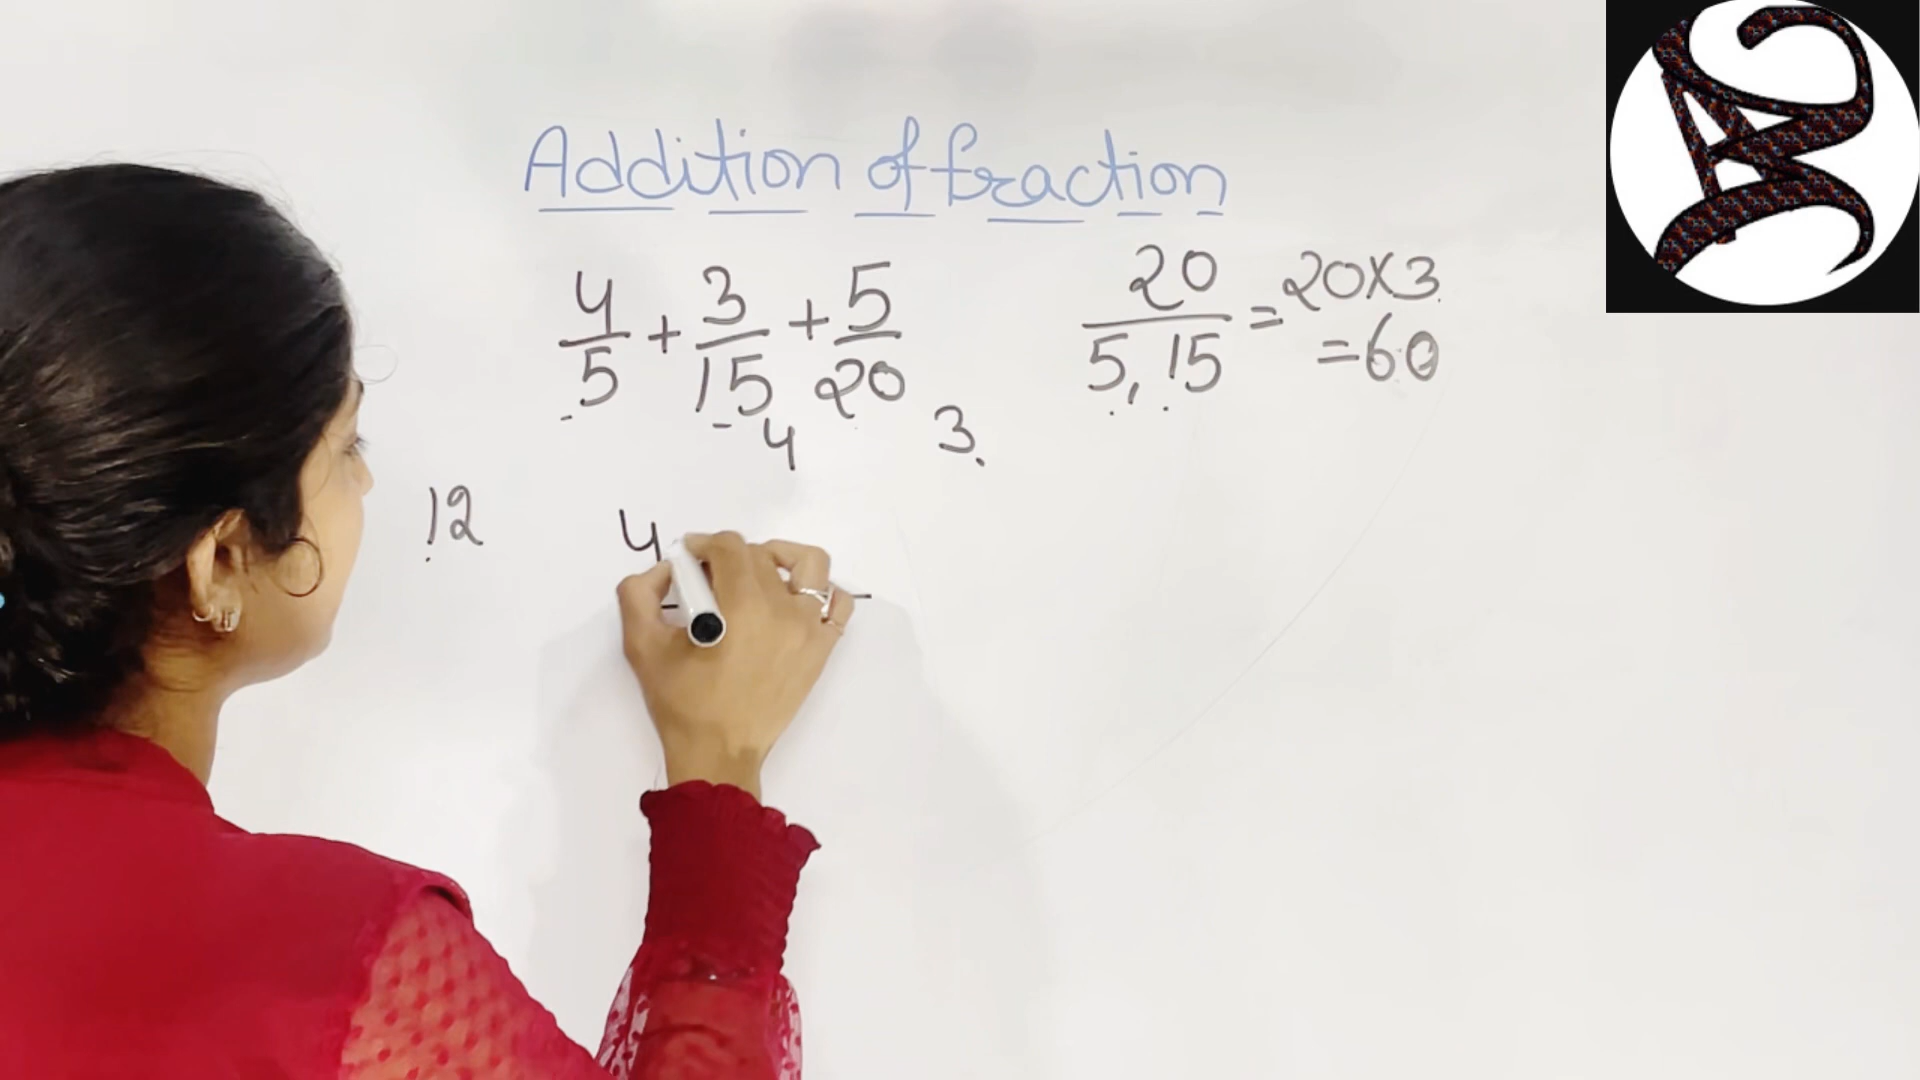 Addition of fraction
4/5 + 3/15 + 5/20
20/5, 15 = 20X3
= 60
4 3
12 4